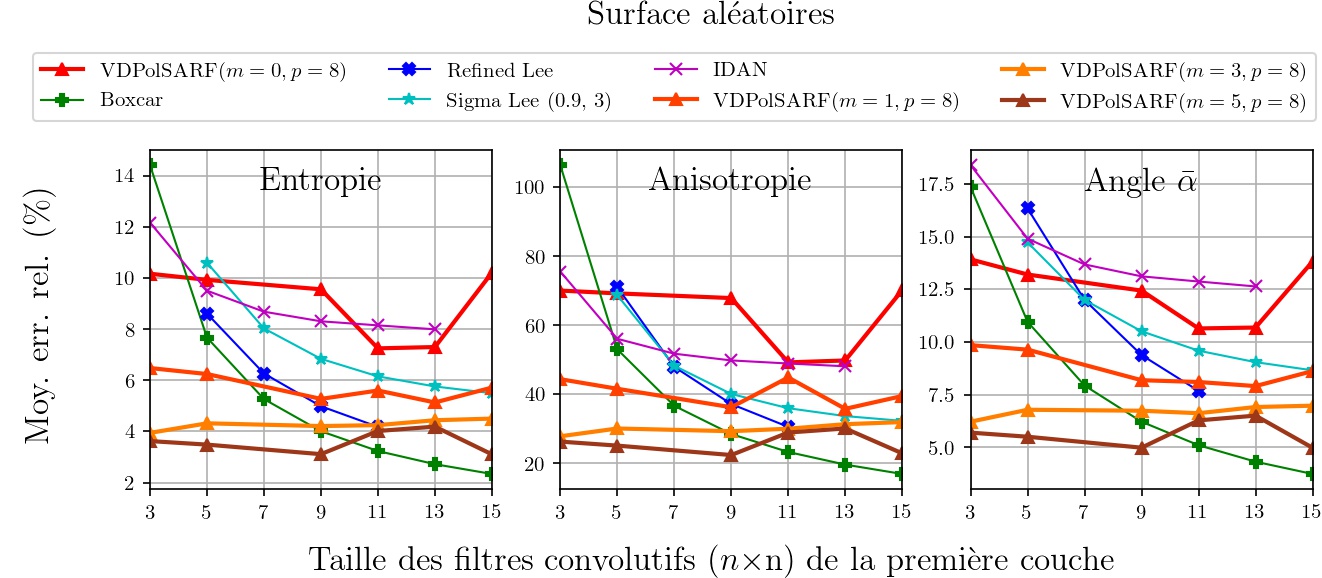 Surface aléatoires
VDPolSARF(m = 0, p = 8) Refined Lee IDAN VDPolSARF(m = 3, p = 8)
Boxcar Sigma Lee (0.9, 3) VDPolSARF(m = 1, p = 8) VDPolSARF(m = 5, p = 8)
Moy. err. rel. (%)
Entropie
14
12
10
8
6
4
2
3 5 7 9 11 13 15
Anisotropie
100
80
60
40
20
3 5 7 9 11 13 15
Angle ᾱ
17.5
15.0
12.5
10.0
7.5
5.0
3 5 7 9 11 13 15
Taille des filtres convolutifs (n×n) de la première couche